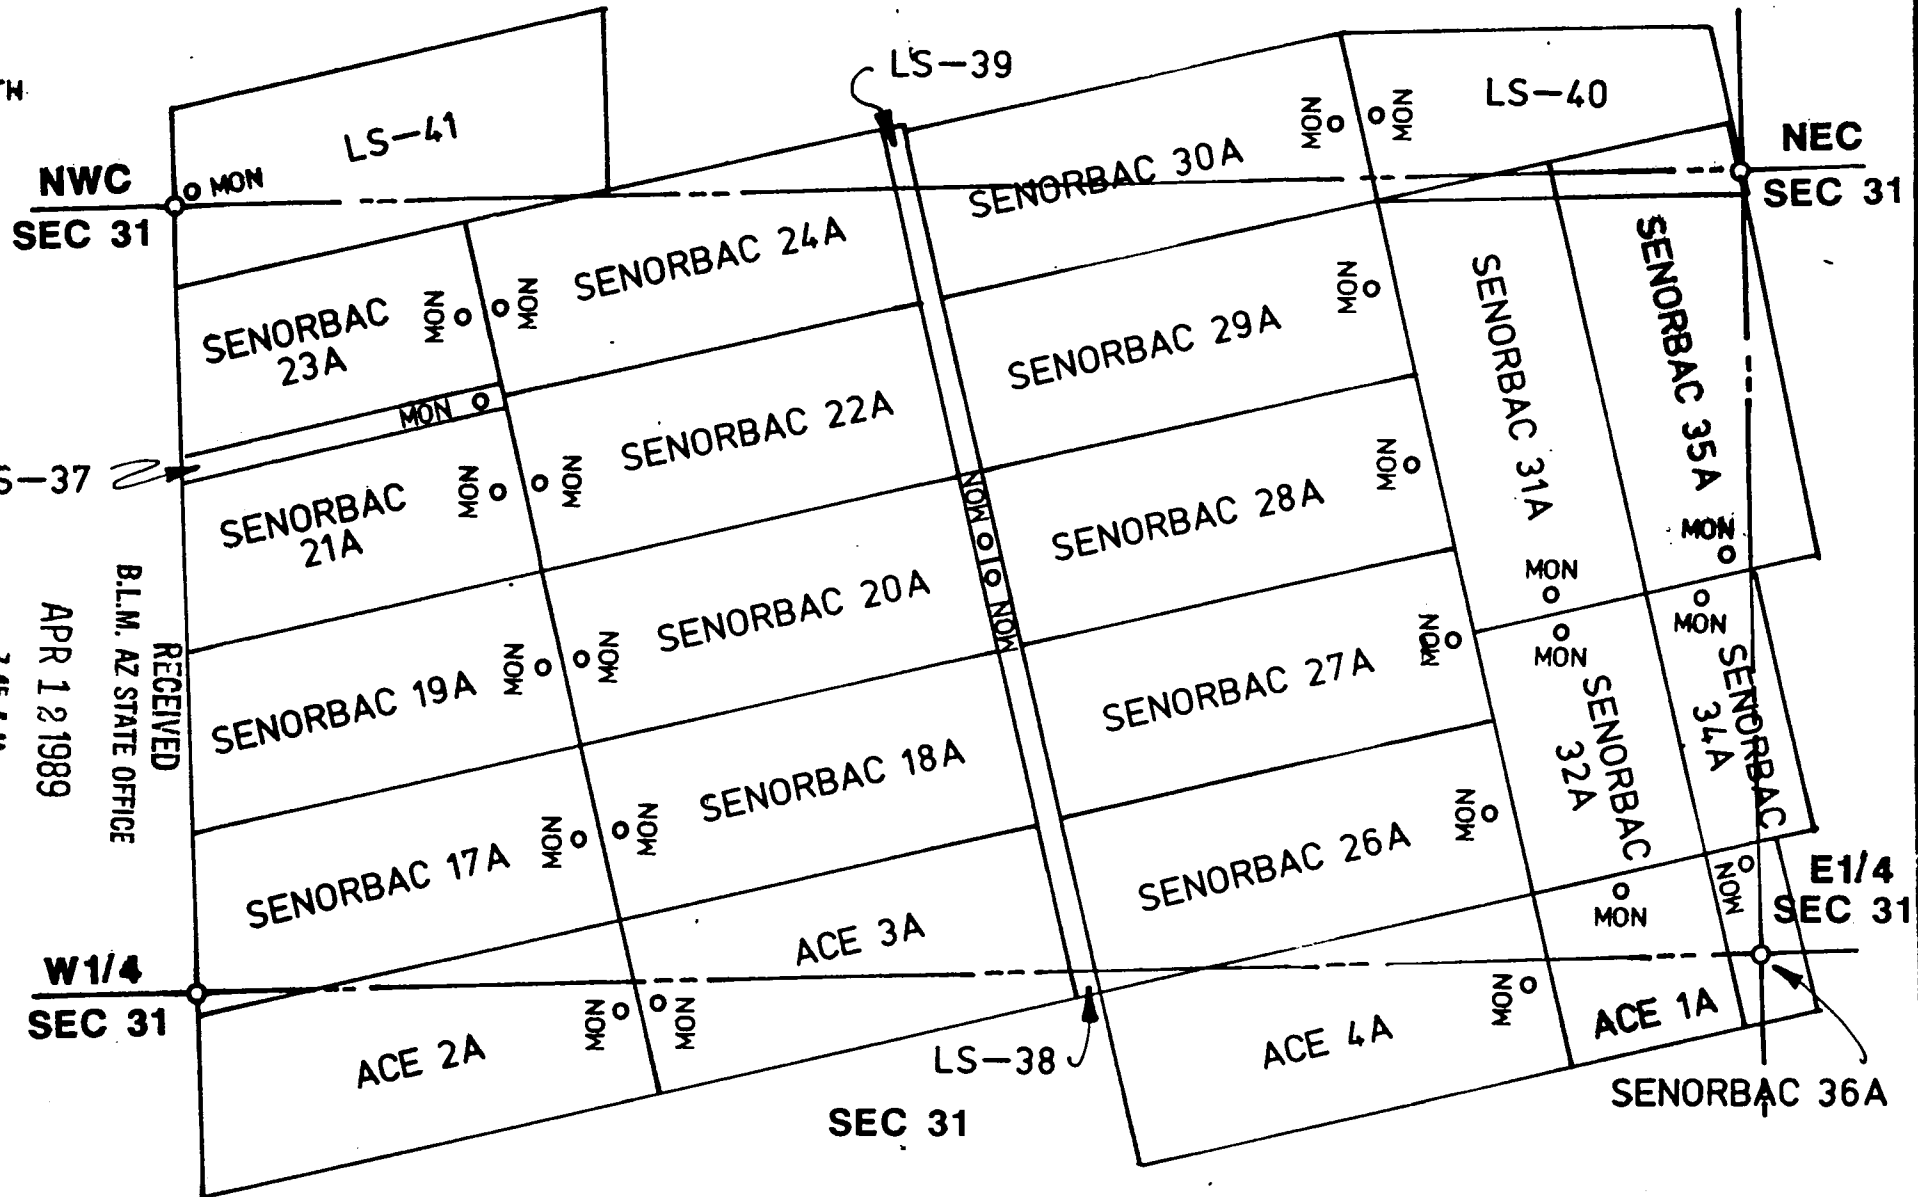 TH
LS-39
LS-40
LS-41
MON
MON
MON
NWC
SEC 31
NEC
SEC 31
SENORBAC 30A
SENORBAC 24A
SENORBAC
23A
MON
MON
SENORBAC 29A
MON
SENORBAC 31A
SENORBAC 35A
MON
SENORBAC 22A
S-37
SENORBAC
21A
MON
MON
MON
SENORBAC 28A
MON
MON
MON
MON
RECEIVED
B.L.M. AZ STATE OFFICE
APR 12 1989
SENORBAC 19A
MON
MON
SENORBAC 20A
MON
SENORBAC 27A
MON
MON
SENORBAC
32A
MON
SENORBAC
34A
SENORBAC 17A
MON
MON
SENORBAC 18A
SENORBAC 26A
MON
MON
MON
E1/4
SEC 31
W1/4
SEC 31
ACE 3A
ACE 2A
MON
MON
LS-38
ACE 4A
MON
ACE 1A
SENORBAC 36A
SEC 31